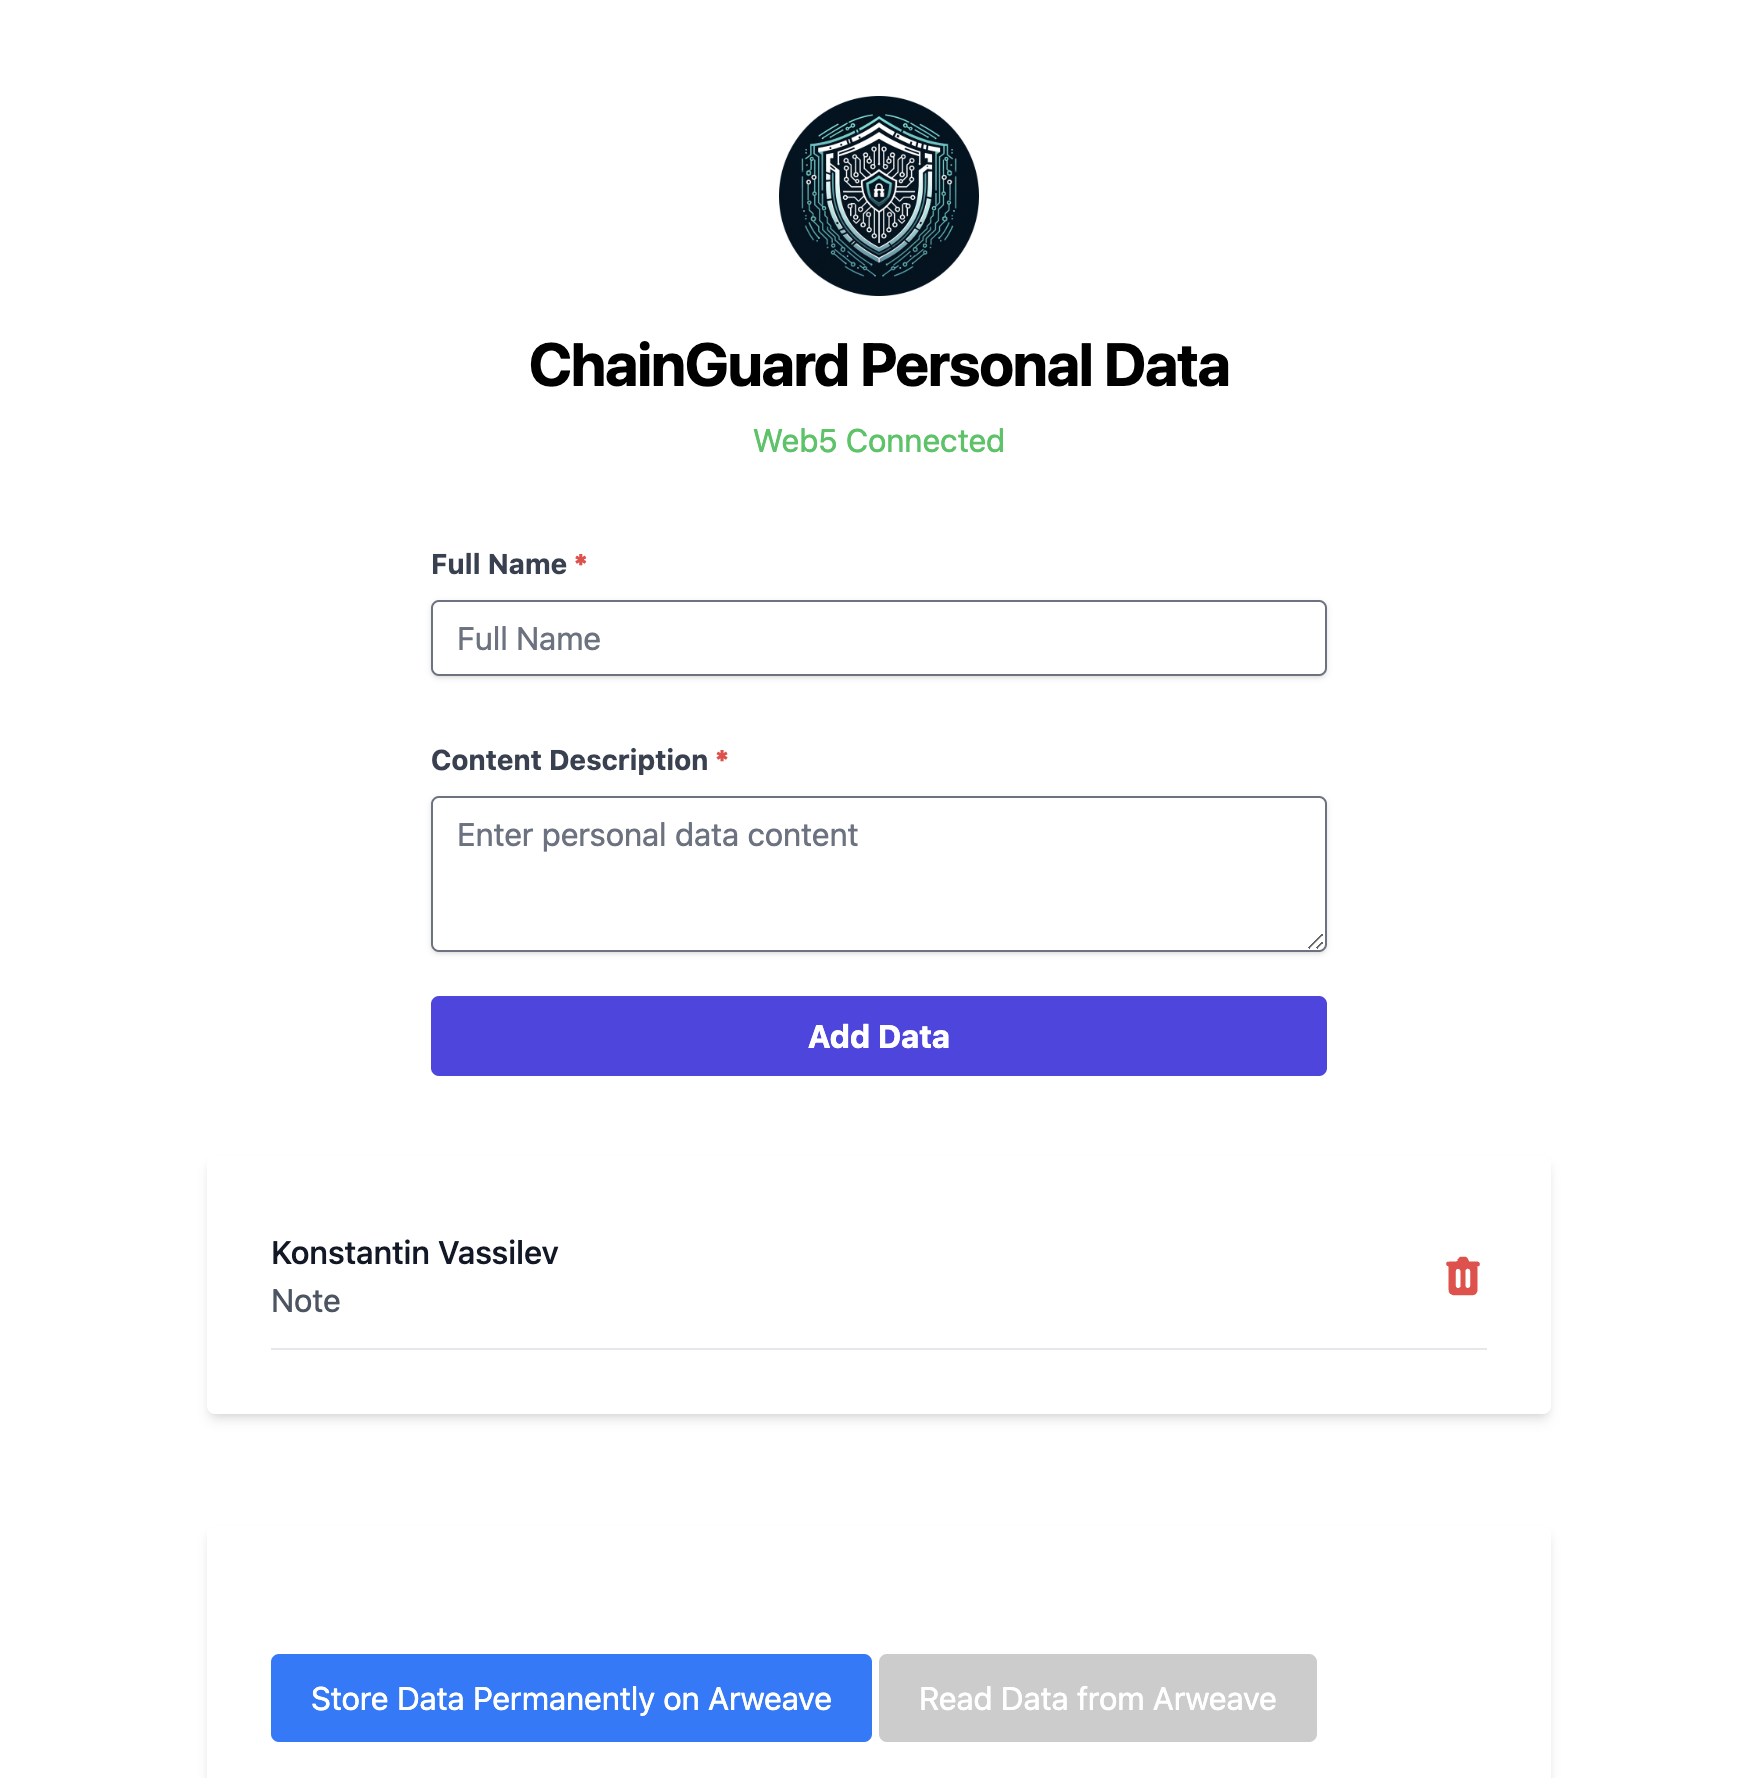 ChainGuard Personal Data
Web5 Connected
Full Name *
Full Name
Content Description *
Enter personal data content
Add Data
Konstantin Vassilev
Note
Store Data Permanently on Arweave
Read Data from Arweave